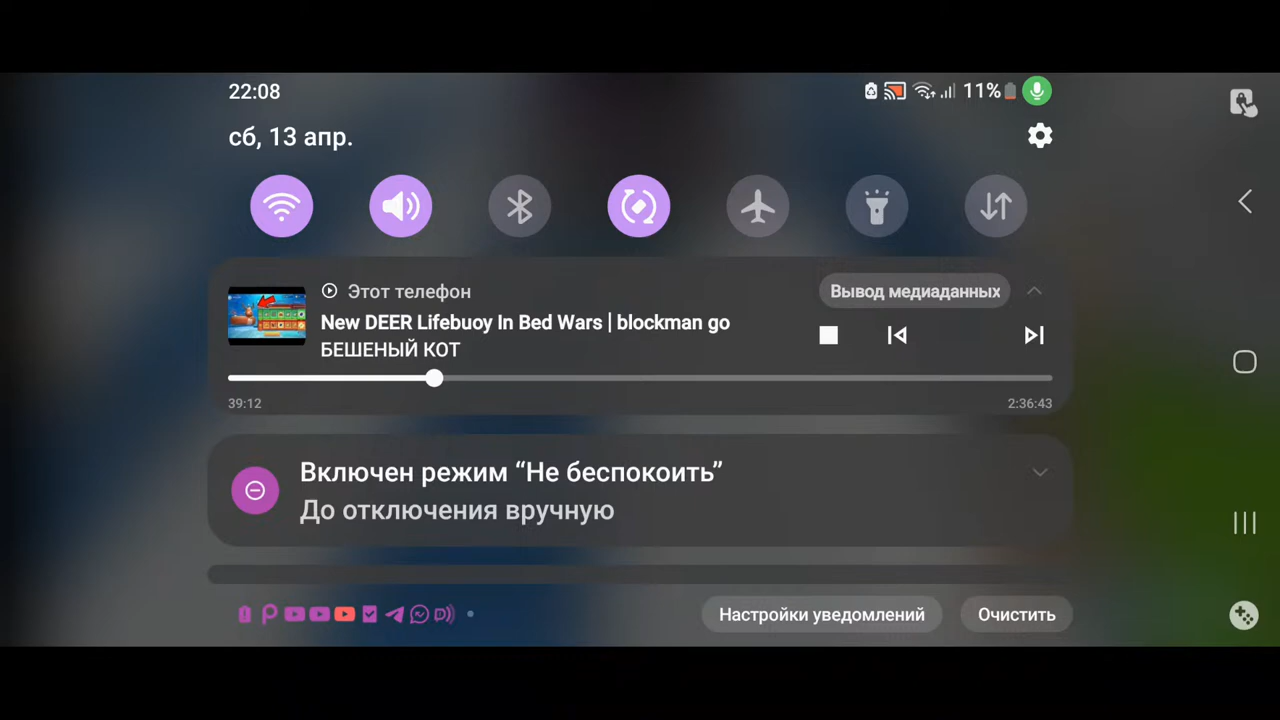 22:08
11%
сб, 13 апр.
Этот телефон
Вывод медиаданных
New DEER Lifebuoy In Bed Wars | blockman go
БЕШЕНЫЙ КОТ
39:12
2:36:43
Включен режим “Не беспокоить”
До отключения вручную
Настройки уведомлений
Очистить